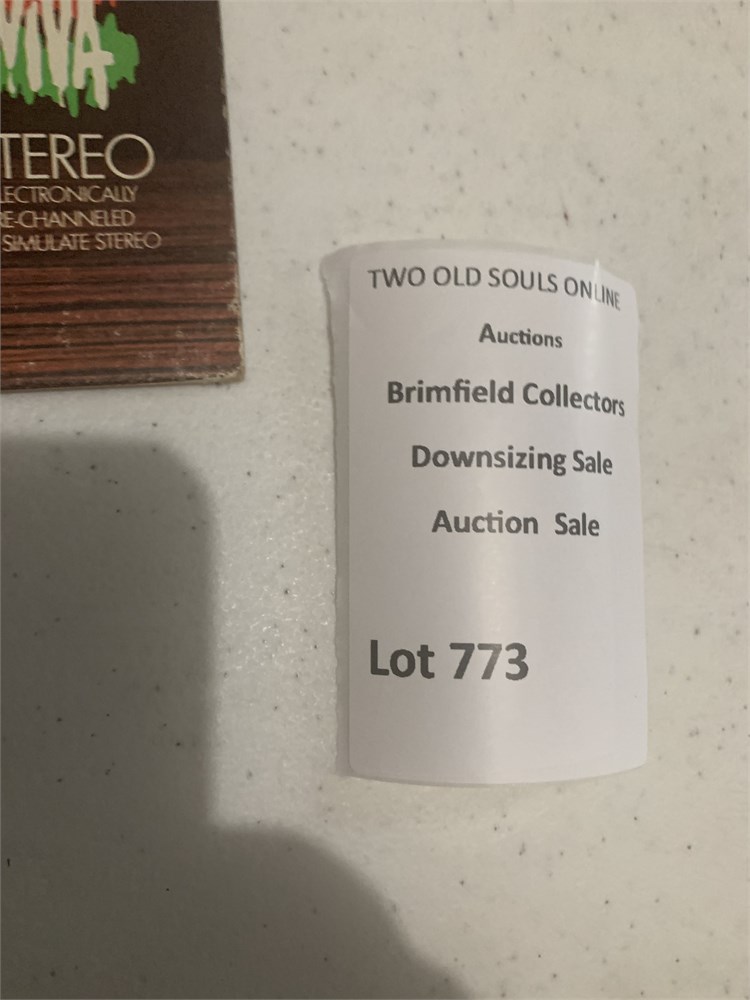 VIVA
TEREO
LECTRONICALLY
RE-CHANNELED
SIMULATE STEREO
TWO OLD SOULS ONLINE
Auctions
Brimfield Collectors
Downsizing Sale
Auction Sale
Lot 773